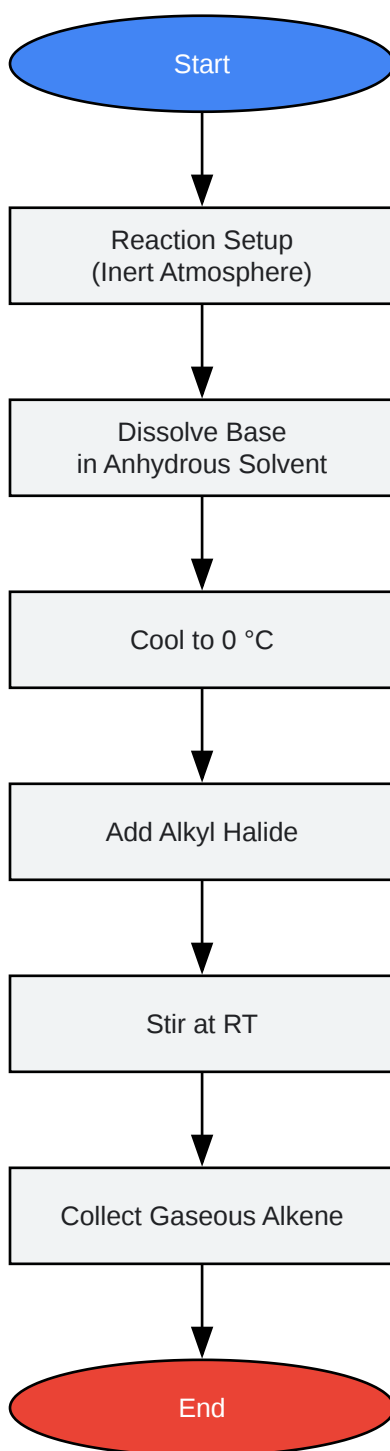 Start
Reaction Setup
(Inert Atmosphere)
Dissolve Base
in Anhydrous Solvent
Cool to 0 °C
Add Alkyl Halide
Stir at RT
Collect Gaseous Alkene
End